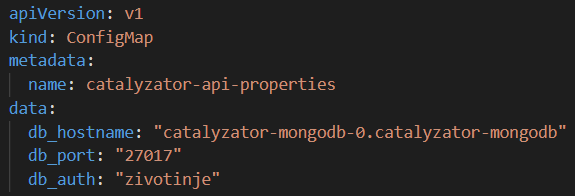 apiVersion: v1
kind: ConfigMap
metadata:
  name: catalyzator-api-properties
data:
  db_hostname: "catalyzator-mongodb-0.catalyzator-mongodb"
  db_port: "27017"
  db_auth: "zivotinje"